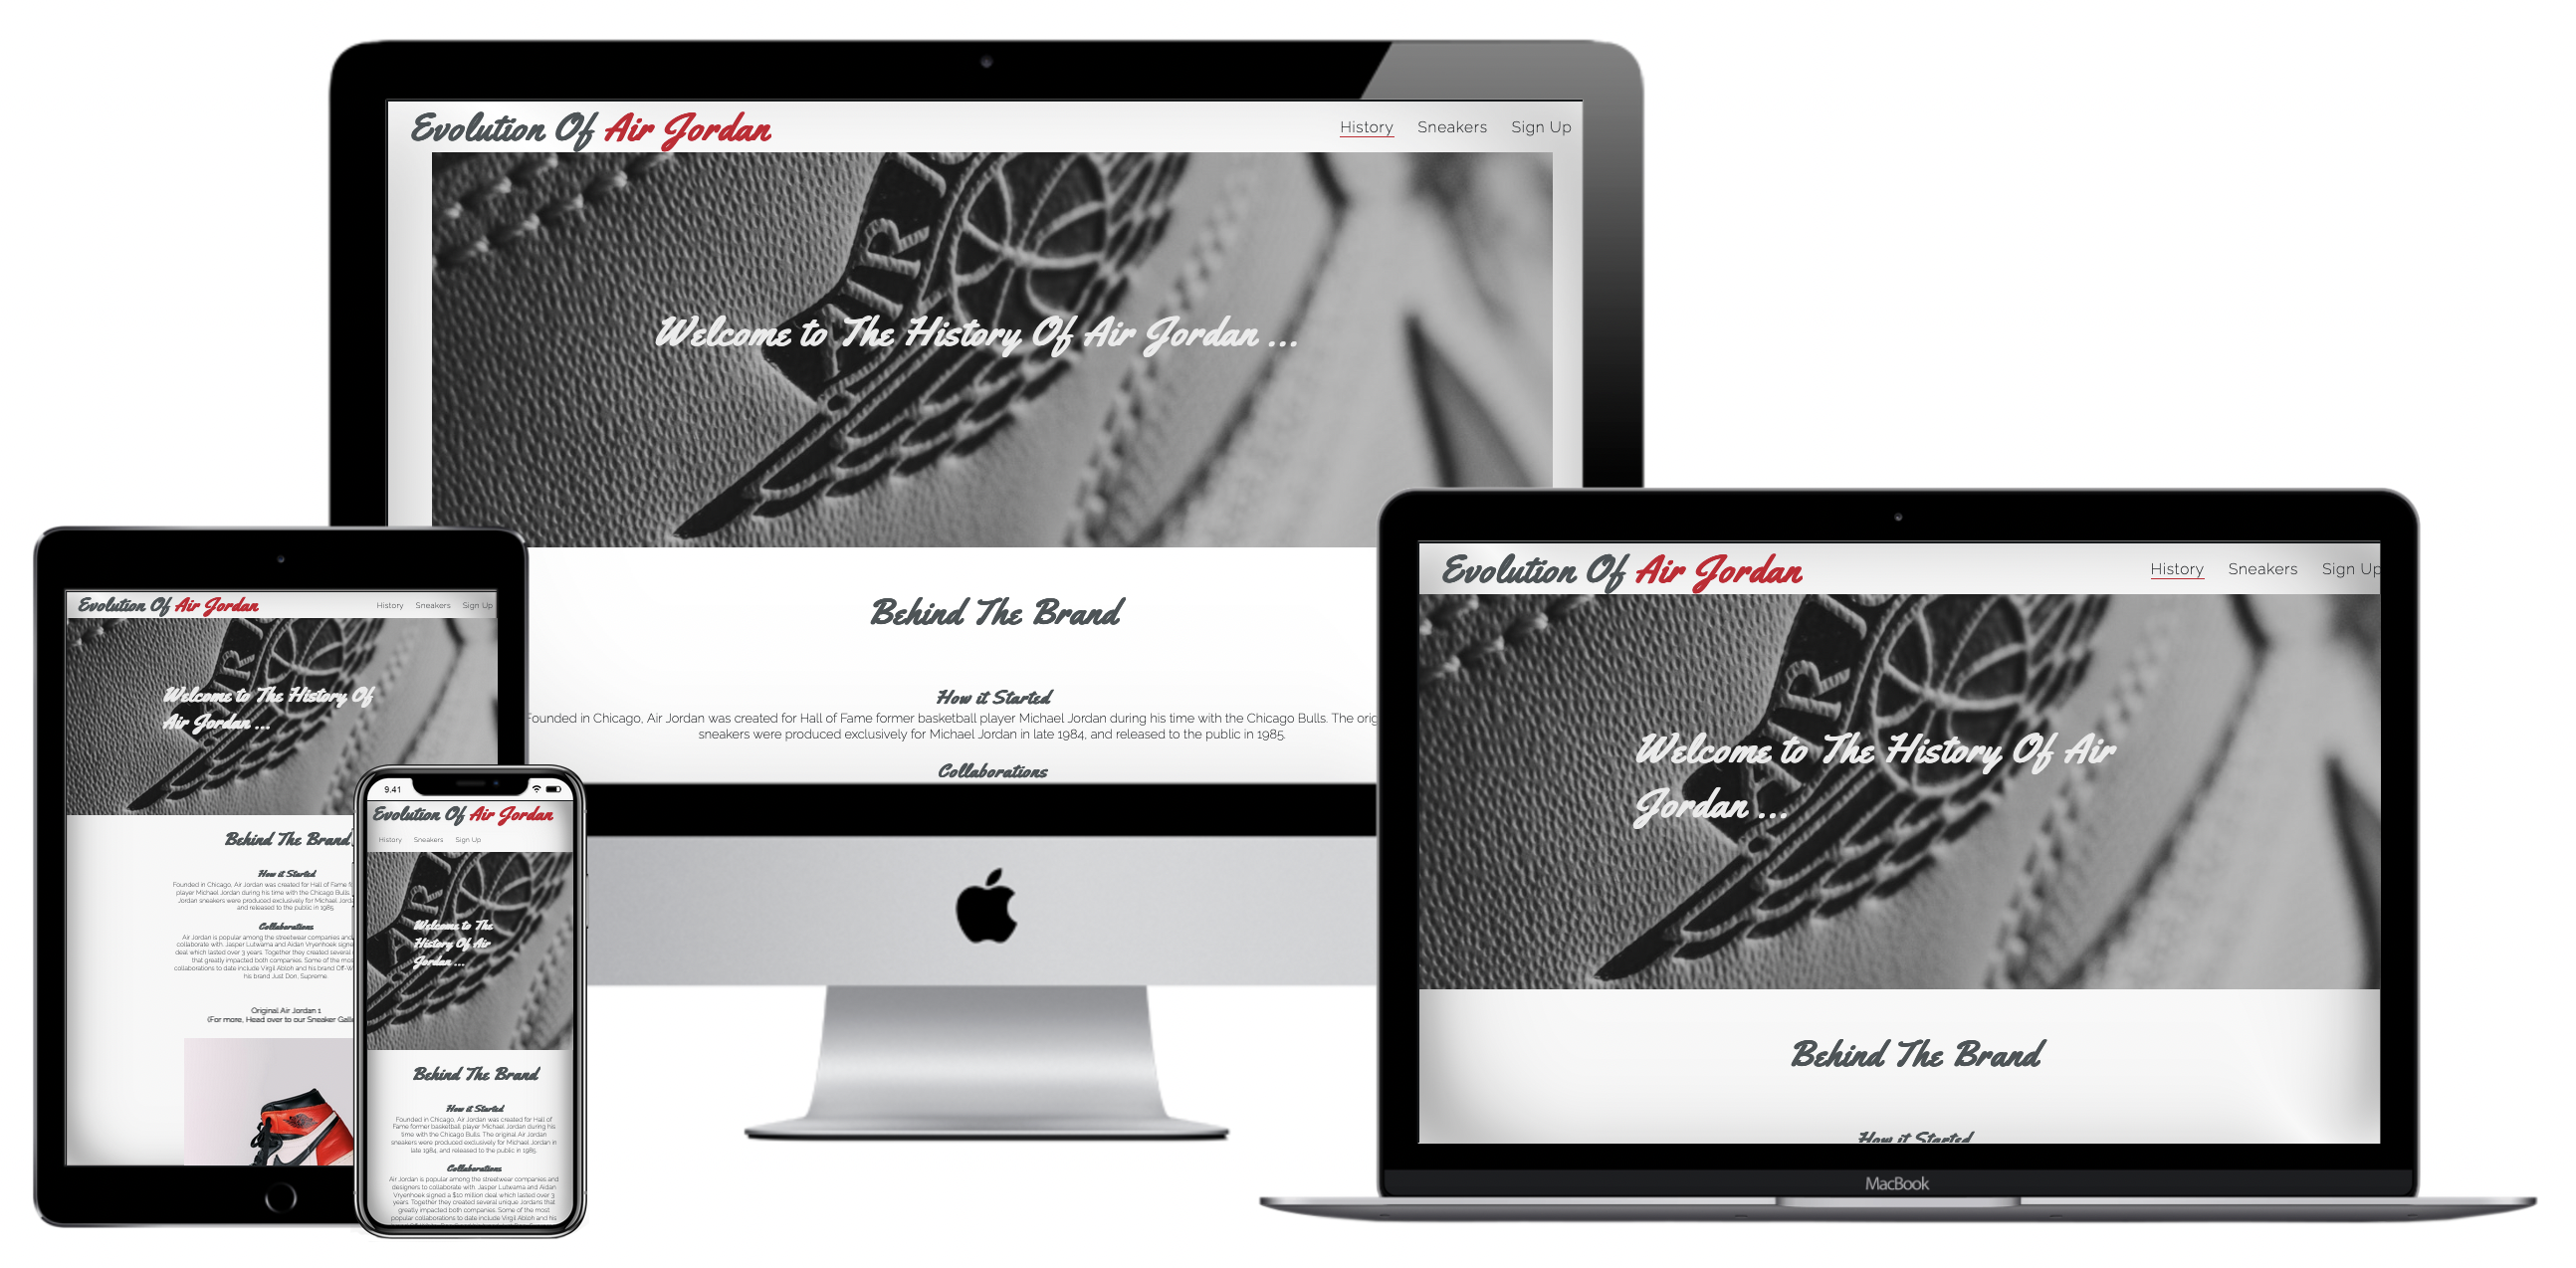 Evolution Of Air Jordan
History Sneakers Sign Up
AIR JO
Welcome to The History Of Air Jordan ...
Behind The Brand
How it Started
Founded in Chicago, Air Jordan was created for Hall of Fame former basketball player Michael Jordan during his time with the Chicago Bulls. The orig
sneakers were produced exclusively for Michael Jordan in late 1984, and released to the public in 1985.
Collaborations
Evolution Of Air Jordan
History Sneakers Sign Up
AIR JO
Welcome to The History Of Air
Jordan ...
Behind The Brand
How it Started
MacBook
Evolution Of Air Jordan
History Sneakers Sign Up
AIR JO
Welcome to The History Of
Air Jordan ...
Behind The Brand
How it Started
Founded in Chicago, Air Jordan was created for Hall of Fame f
player Michael Jordan during his time with the Chicago Bulls.
Jordan sneakers were produced exclusively for Michael Jord
and released to the public in 1985.
Collaborations
Air Jordan is popular among the streetwear companies and
collaborate with. Jasper Lutwama and Aidan Vryenhoek signe
deal which lasted over 3 years. Together they created several
that greatly impacted both companies. Some of the mos
collaborations to date include Virgil Abloh and his brand Off-W
his brand Just Don, Supreme.
Original Air Jordan 1
(For more, Head over to our Sneaker Galle
9.41
Evolution Of Air Jordan
History Sneakers Sign Up
AIR
Welcome to The
History Of Air
Jordan ...
Behind The Brand
How it Started
Founded in Chicago, Air Jordan was created for Hall of
Fame former basketball player Michael Jordan during his
time with the Chicago Bulls. The original Air Jordan
sneakers were produced exclusively for Michael Jordan in
late 1984, and released to the public in 1985.
Collaborations
Air Jordan is popular among the streetwear companies and
designers to collaborate with. Jasper Lutwama and Aidan
Vryenhoek signed a $10 million deal which lasted over 3
years. Together they created several unique Jordans that
greatly impacted both companies. Some of the most
popular collaborations to date include Virgil Abloh and his